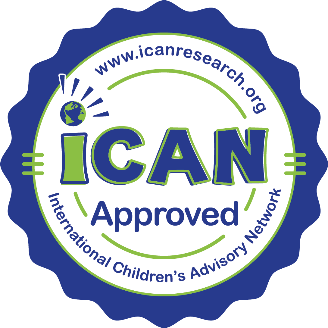 www.icanresearch.org
iCAN
Approved
International Children's Advisory Network